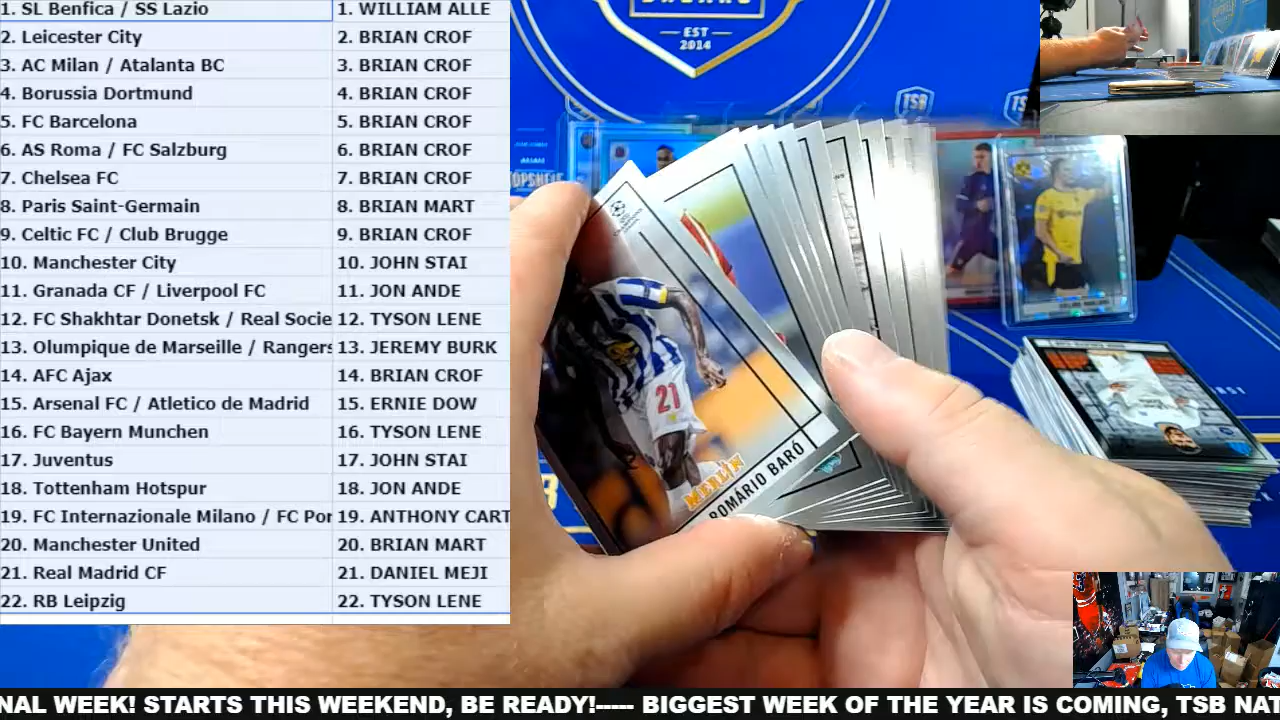 1. SL Benfica / SS Lazio 1. WILLIAM ALLE
2. Leicester City 2. BRIAN CROF
3. AC Milan / Atalanta BC 3. BRIAN CROF
4. Borussia Dortmund 4. BRIAN CROF
5. FC Barcelona 5. BRIAN CROF
6. AS Roma / FC Salzburg 6. BRIAN CROF
7. Chelsea FC 7. BRIAN CROF
8. Paris Saint-Germain 8. BRIAN MART
9. Celtic FC / Club Brugge 9. BRIAN CROF
10. Manchester City 10. JOHN STAI
11. Granada CF / Liverpool FC 11. JON ANDE
12. FC Shakhtar Donetsk / Real Socie 12. TYSON LENE
13. Olumpique de Marseille / Rangers 13. JEREMY BURK
14. AFC Ajax 14. BRIAN CROF
15. Arsenal FC / Atletico de Madrid 15. ERNIE DOW
16. FC Bayern Munchen 16. TYSON LENE
17. Juventus 17. JOHN STAI
18. Tottenham Hotspur 18. JON ANDE
19. FC Internazionale Milano / FC Por 19. ANTHONY CART
20. Manchester United 20. BRIAN MART
21. Real Madrid CF 21. DANIEL MEJI
22. RB Leipzig 22. TYSON LENE
EST
2014
TSB
21
MERLIN
ROMÁRIO BARÓ
NAL WEEK! STARTS THIS WEEKEND, BE READY!----- BIGGEST WEEK OF THE YEAR IS COMING, TSB NAT